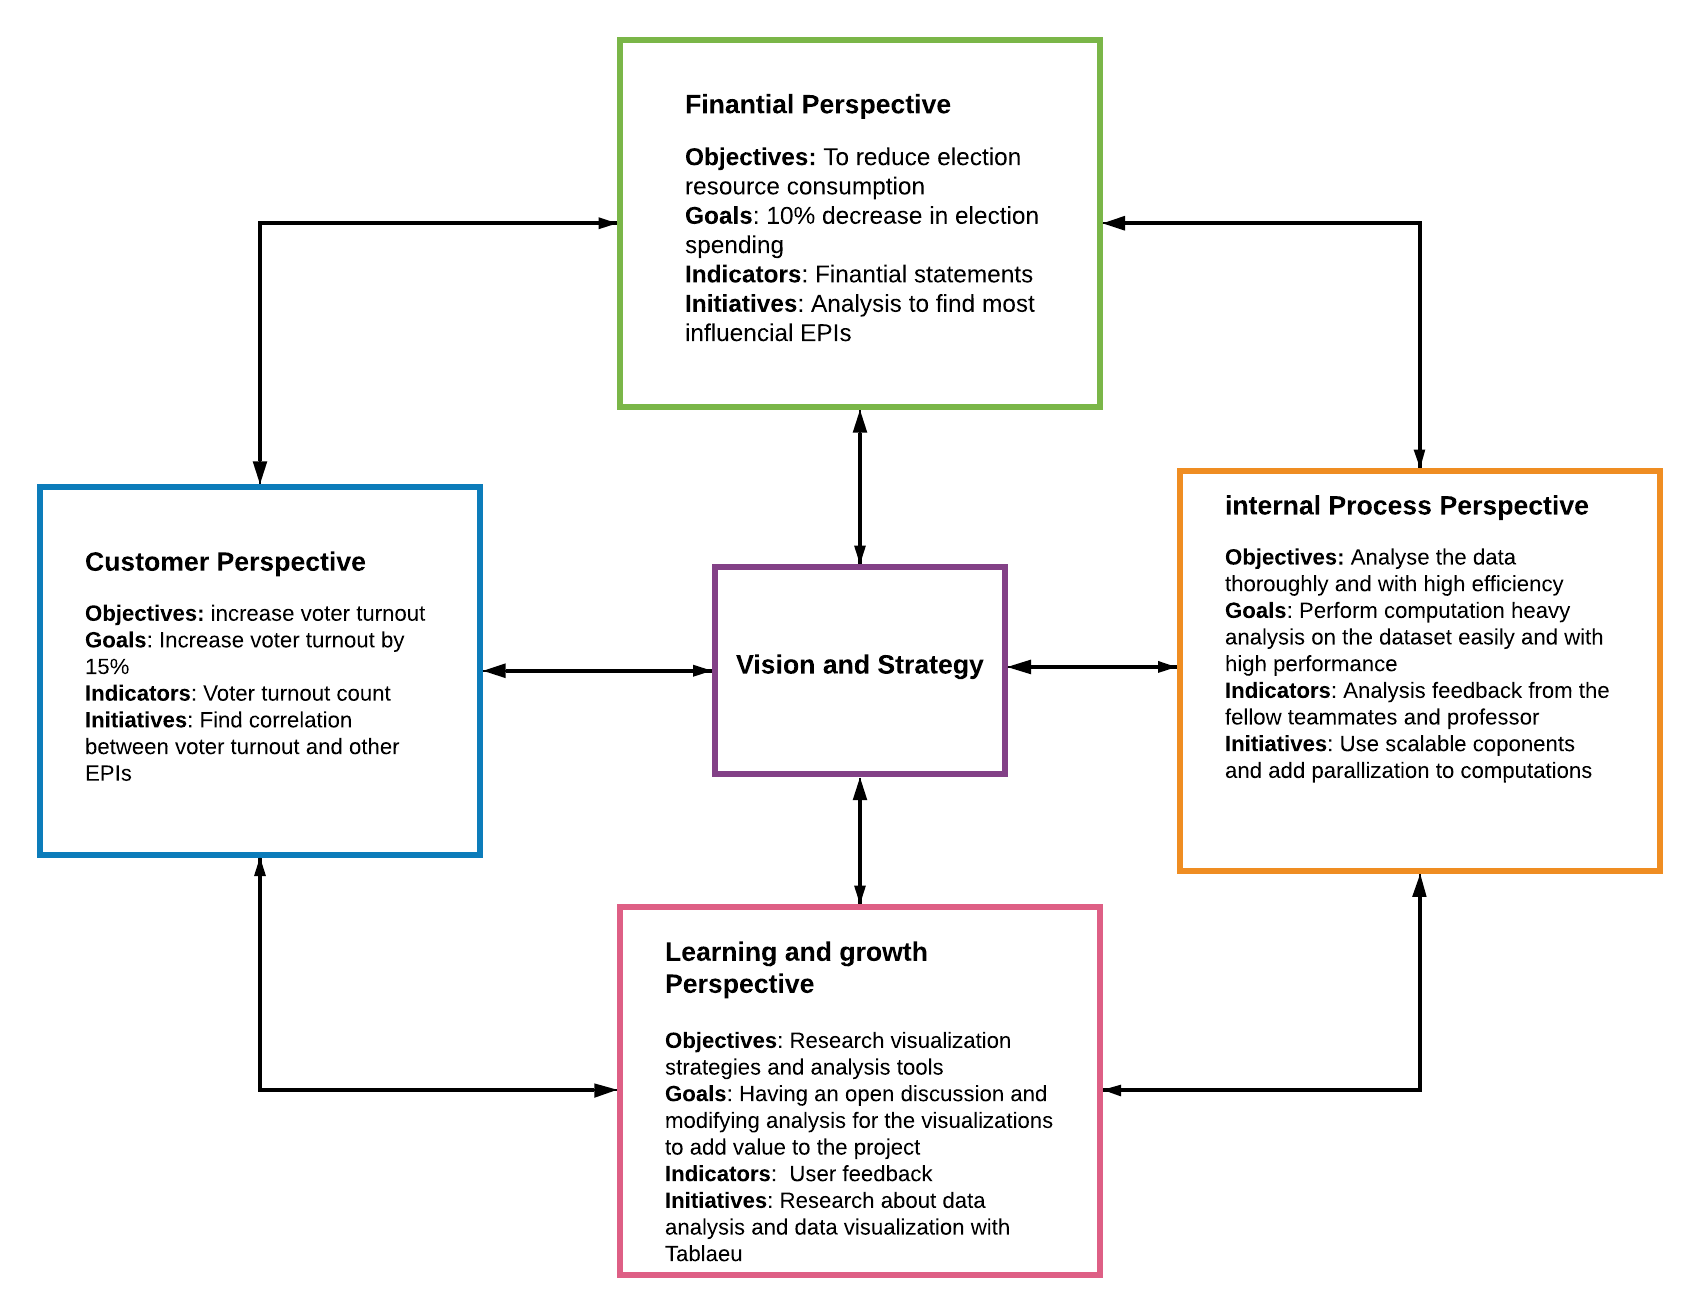 Finantial Perspective
Objectives: To reduce election
resource consumption
Goals: 10% decrease in election
spending
Indicators: Finantial statements
Initiatives: Analysis to find most
influencial EPIs
Customer Perspective
Objectives: increase voter turnout
Goals: Increase voter turnout by
15%
Indicators: Voter turnout count
Initiatives: Find correlation
between voter turnout and other
EPIs
Vision and Strategy
internal Process Perspective
Objectives: Analyse the data
thoroughly and with high efficiency
Goals: Perform computation heavy
analysis on the dataset easily and with
high performance
Indicators: Analysis feedback from the
fellow teammates and professor
Initiatives: Use scalable coponents
and add parallization to computations
Learning and growth
Perspective
Objectives: Research visualization
strategies and analysis tools
Goals: Having an open discussion and
modifying analysis for the visualizations
to add value to the project
Indicators:  User feedback
Initiatives: Research about data
analysis and data visualization with
Tablaeu